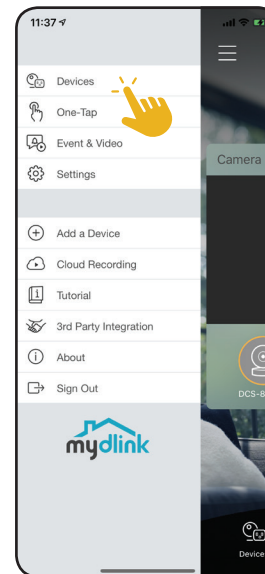 11:37
Devices
One-Tap
Event & Video
Settings
Add a Device
Cloud Recording
Tutorial
3rd Party Integration
About
Sign Out
mydlink
Camera
DCS-8
Device